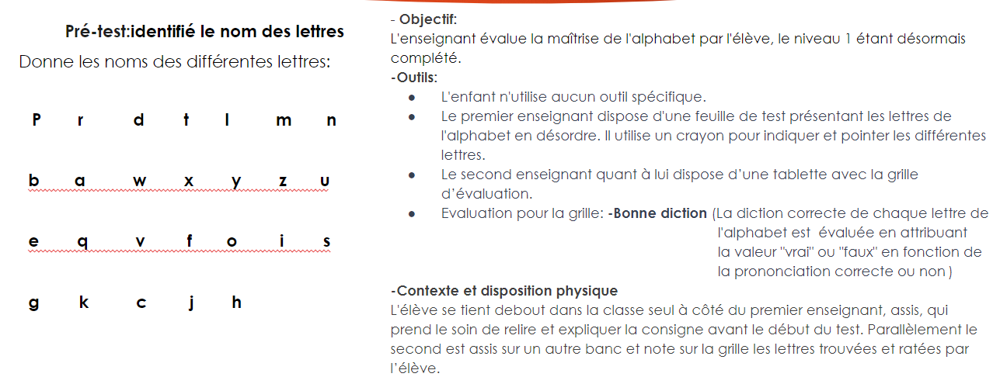 Pré-test:identifié le nom des lettres
Donne les noms des différentes lettres:
P r d t l m n
b a w x y z u
e q v f o i s
g k c j h
- Objectif:
L'enseignant évalue la maîtrise de l'alphabet par l'élève, le niveau 1 étant désormais
complété.
-Outils:
● L'enfant n'utilise aucun outil spécifique.
● Le premier enseignant dispose d'une feuille de test présentant les lettres de
l'alphabet en désordre. Il utilise un crayon pour indiquer et pointer les différentes
lettres.
● Le second enseignant quant à lui dispose d’une tablette avec la grille
d’évaluation.
● Evaluation pour la grille: -Bonne diction (La diction correcte de chaque lettre de
l'alphabet est évaluée en attribuant
la valeur "vrai" ou "faux" en fonction de
la prononciation correcte ou non )
-Contexte et disposition physique
L'élève se tient debout dans la classe seul à côté du premier enseignant, assis, qui
prend le soin de relire et expliquer la consigne avant le début du test. Parallèlement le
second est assis sur un autre banc et note sur la grille les lettres trouvées et ratées par
l’élève.